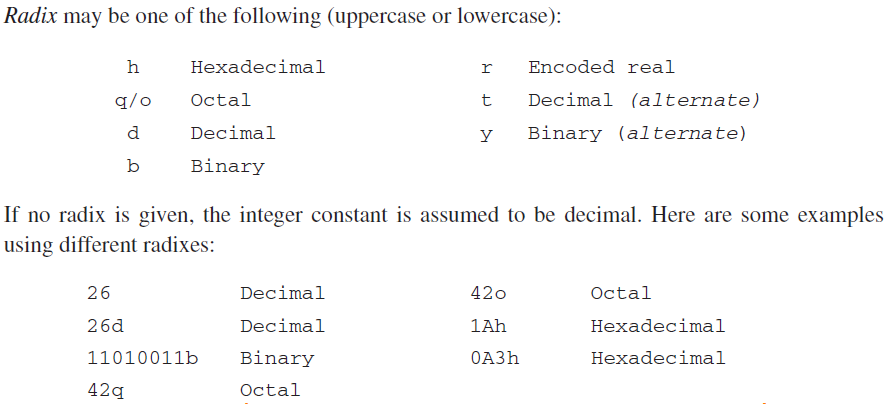 Radix may be one of the following (uppercase or lowercase):
h Hexadecimal r Encoded real
q/o Octal t Decimal (alternate)
d Decimal y Binary (alternate)
b Binary
If no radix is given, the integer constant is assumed to be decimal. Here are some examples
using different radixes:
26 Decimal 42o Octal
26d Decimal 1Ah Hexadecimal
11010011b Binary 0A3h Hexadecimal
42q Octal